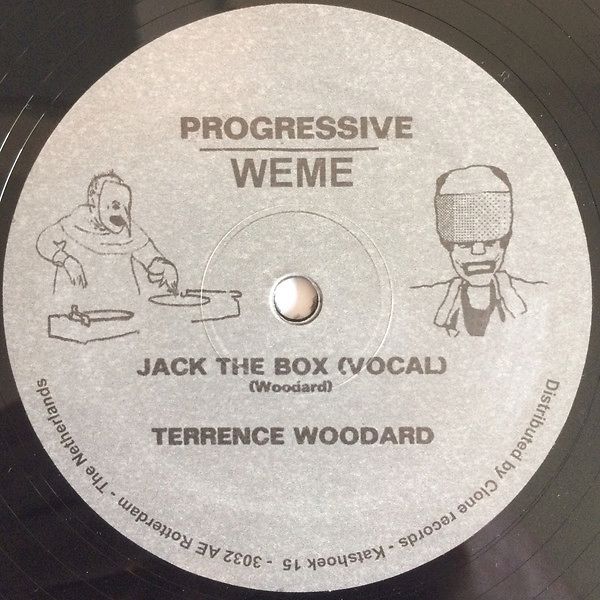 PROGRESSIVE
WEME
JACK THE BOX (VOCAL)
(Woodard)
TERRENCE WOODARD
Distributed by Clone records - Katshoek 15 - 3032 AE Rotterdam - The Netherlands